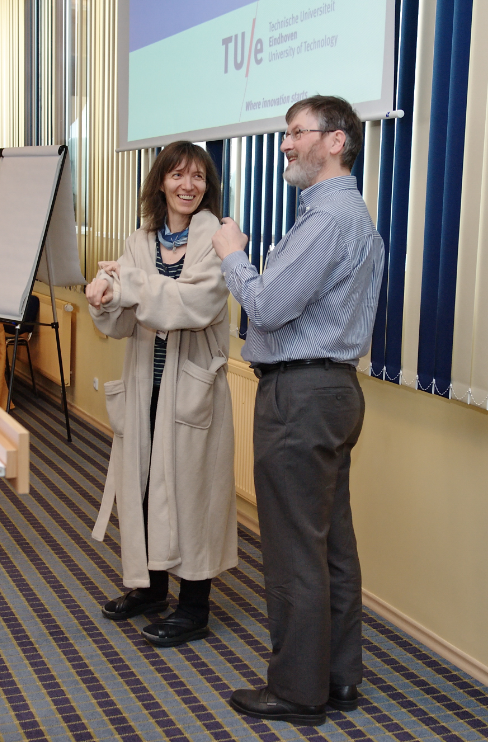 TU/e
Technische Universiteit
Eindhoven
University of Technology
Where innovation starts